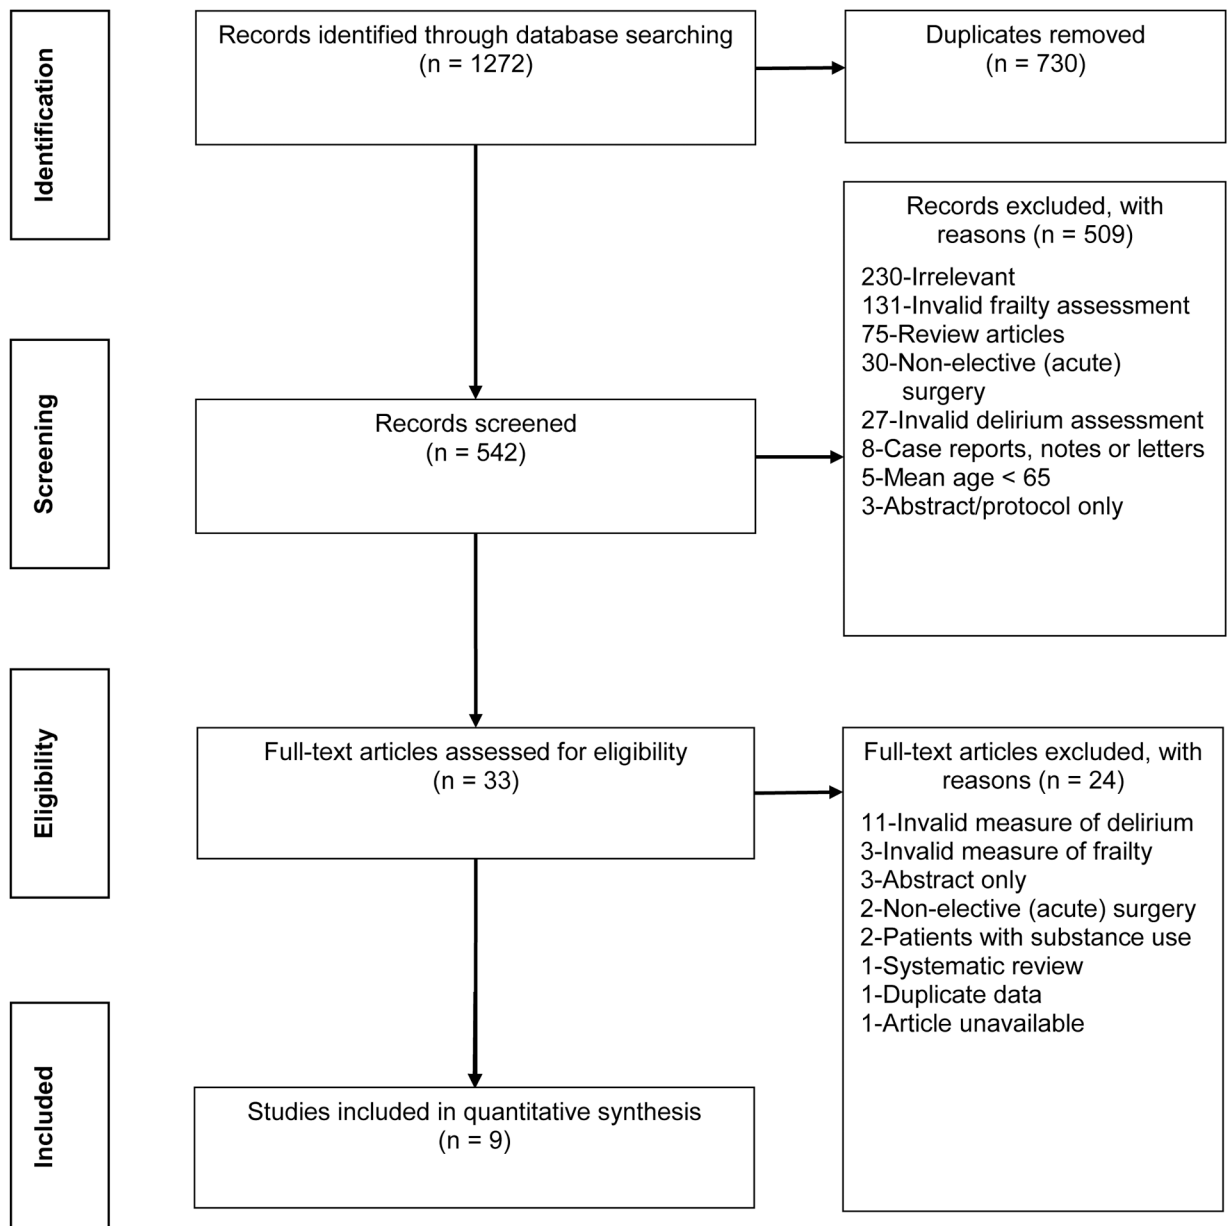 Identification
Records identified through database searching
(n = 1272)
Duplicates removed
(n = 730)
Records excluded, with
reasons (n = 509)
230-Irrelevant
131-Invalid frailty assessment
75-Review articles
30-Non-elective (acute)
surgery
27-Invalid delirium assessment
8-Case reports, notes or letters
5-Mean age < 65
3-Abstract/protocol only
Screening
Records screened
(n = 542)
Eligibility
Full-text articles assessed for eligibility
(n = 33)
Full-text articles excluded, with
reasons (n = 24)
11-Invalid measure of delirium
3-Invalid measure of frailty
3-Abstract only
2-Non-elective (acute) surgery
2-Patients with substance use
1-Systematic review
1-Duplicate data
1-Article unavailable
Included
Studies included in quantitative synthesis
(n = 9)